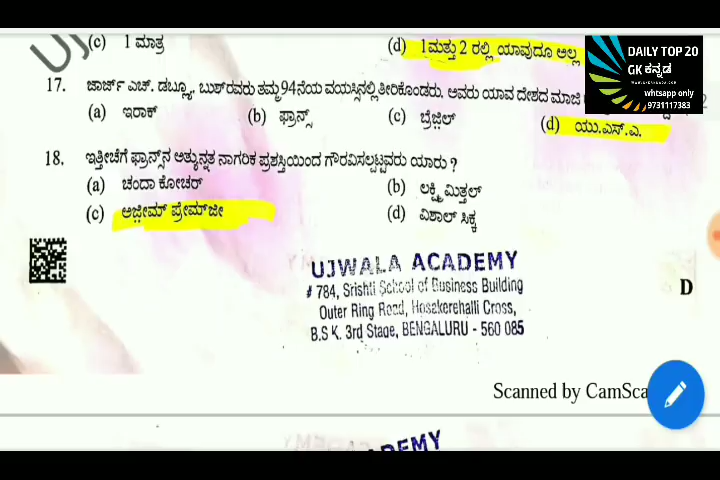 (c) 1 ಮಾತ್ರ
(d) 1ಮತ್ತು 2 ರಲ್ಲಿ ಯಾವುದೂ ಅಲ್ಲ
DAILY TOP 20
GK ಕನ್ನಡ
whtsapp only
9731117383
17. ಜಾರ್ಜ್ ಎಚ್. ಡಬ್ಲ್ಯೂ. ಬುಶ್‌ರವರು ತಮ್ಮ 94ನೆಯ ವಯಸ್ಸಿನಲ್ಲಿ ತೀರಿಕೊಂಡರು. ಅವರು ಯಾವ ದೇಶದ ಮಾಜಿ
(a) ಇರಾಕ್ (b) ಫ್ರಾನ್ಸ್ (c) ಬ್ರೆಜಿಲ್ (d) ಯು.ಎಸ್.ಎ.
18. ಇತ್ತೀಚೆಗೆ ಫ್ರಾನ್ಸ್‌ನ ಅತ್ಯುನ್ನತ ನಾಗರಿಕ ಪ್ರಶಸ್ತಿಯಿಂದ ಗೌರವಿಸಲ್ಪಟ್ಟವರು ಯಾರು ?
(a) ಚಂದಾ ಕೋಚರ್ (b) ಲಕ್ಷ್ಮಿ ಮಿತ್ತಲ್
(c) ಅಜೀಮ್ ಪ್ರೇಮ್‌ಜೀ (d) ವಿಶಾಲ್ ಸಿಕ್ಕ
UJWALA ACADEMY
# 784, Srishti School of Business Building
Outer Ring Road, Hosakerehalli Cross,
B.S.K. 3rd Stage, BENGALURU - 560 085
D
Scanned by CamSca